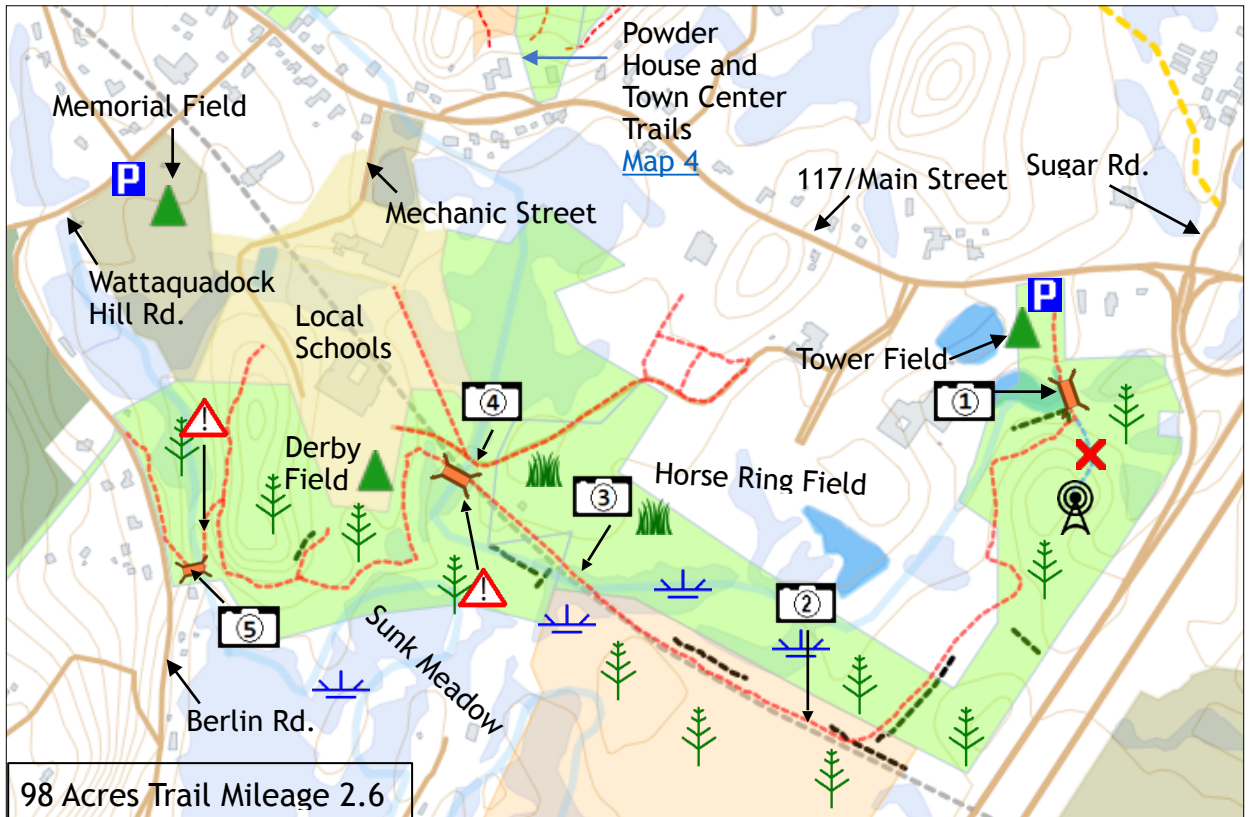 Powder
House and
Town Center
Trails
Map 4
Memorial Field
P
117/Main Street
Sugar Rd.
Mechanic Street
Wattaquadock
Hill Rd.
Local
Schools
P
Tower Field
1
4
!
Derby
Field
Horse Ring Field
3
!
2
5
Sunk Meadow
Berlin Rd.
98 Acres Trail Mileage 2.6